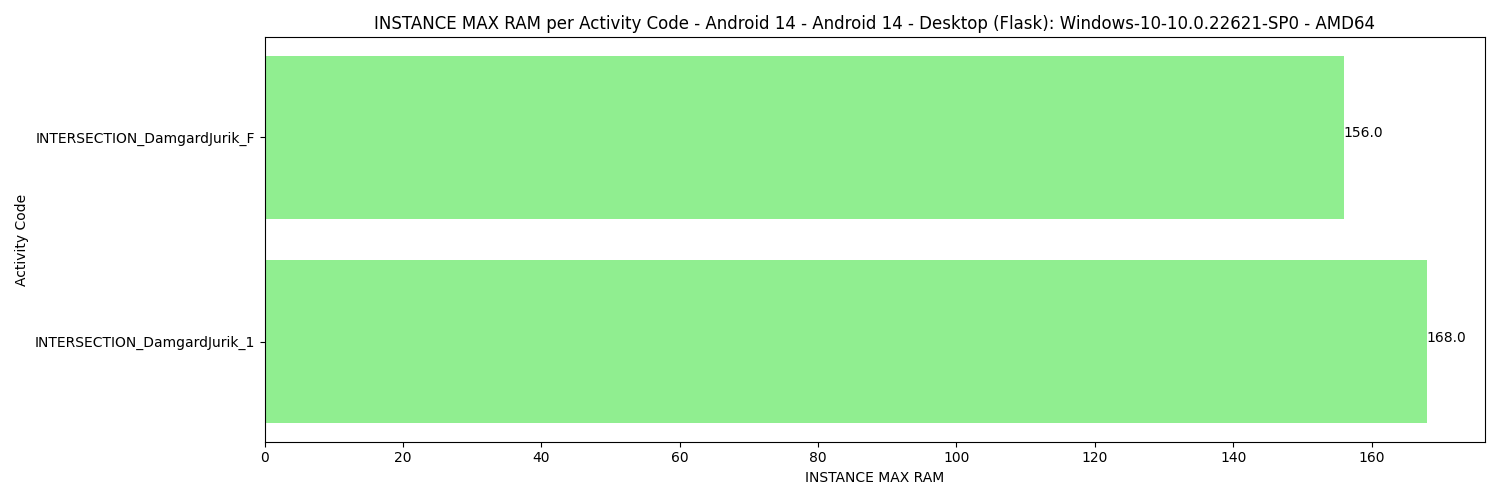 INSTANCE MAX RAM per Activity Code - Android 14 - Android 14 - Desktop (Flask): Windows-10-10.0.22621-SP0 - AMD64
Activity Code
INTERSECTION_DamgardJurik_F
156.0
INTERSECTION_DamgardJurik_1
168.0
0 20 40 60 80 100 120 140 160
INSTANCE MAX RAM